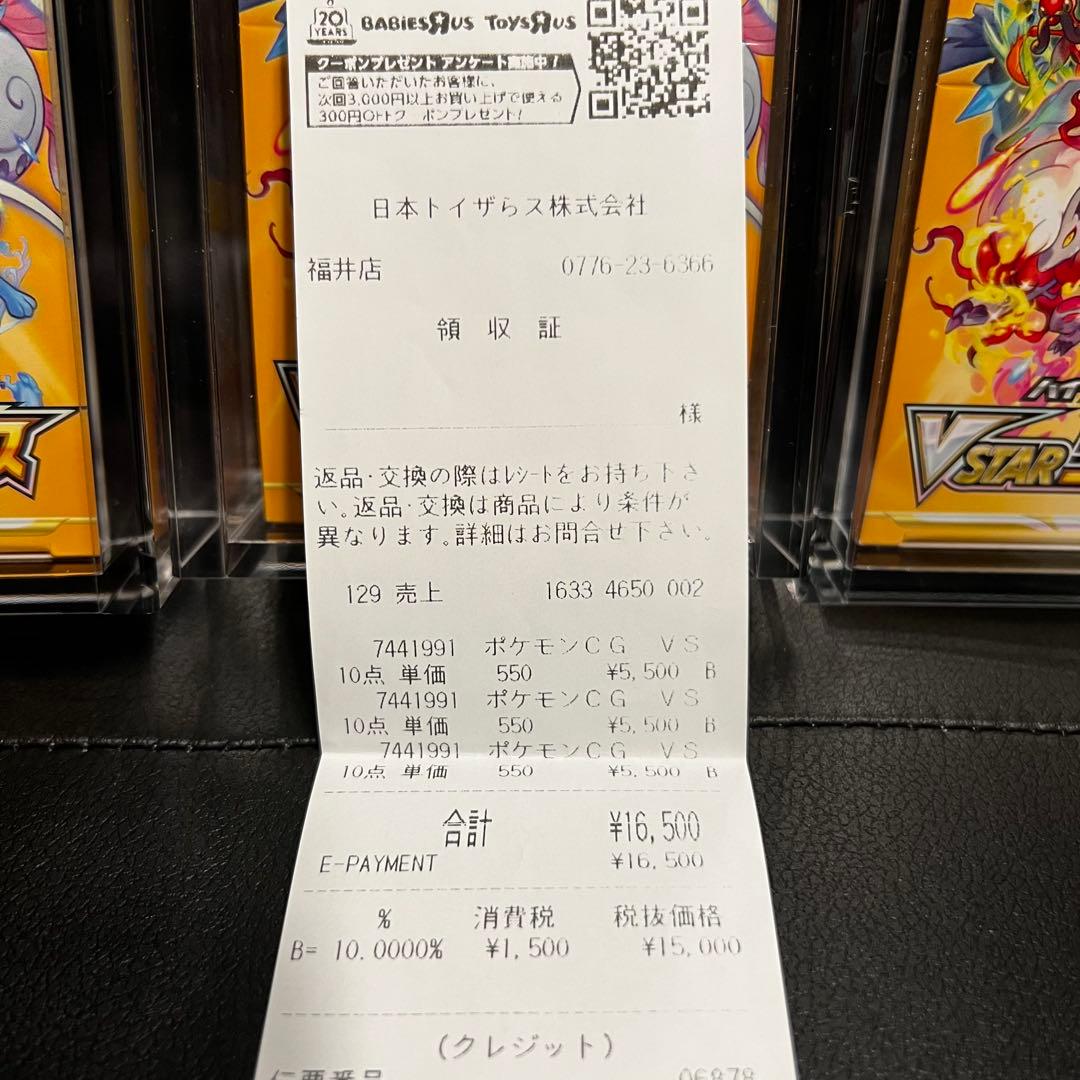 20 YEARS BABIESЯUS TOYSЯUS
クーポンプレゼント アンケート実施中!
ご回答いただいたお客様に、
次回3,000円以上お買い上げで使える
300円OFFクーポンプレゼント!
日本トイザらス株式会社
福井店 0776-23-6366
領 収 証
様
返品・交換の際はレシートをお持ち下さ
い。返品・交換は商品により条件が
異なります。詳細はお問合せ下さい。
129 売上 1633 4650 002
7441991 ポケモンCG VS
10点 単価 550 ¥5,500 B
7441991 ポケモンCG VS
10点 単価 550 ¥5,500 B
7441991 ポケモンCG VS
10点 単価 550 ¥5,500 B
合計 ¥16,500
E-PAYMENT ¥16,500
% 消費税 税抜価格
B= 10.0000% ¥1,500 ¥15,000
(クレジット)
06878
ス
ハイ
VSTAR